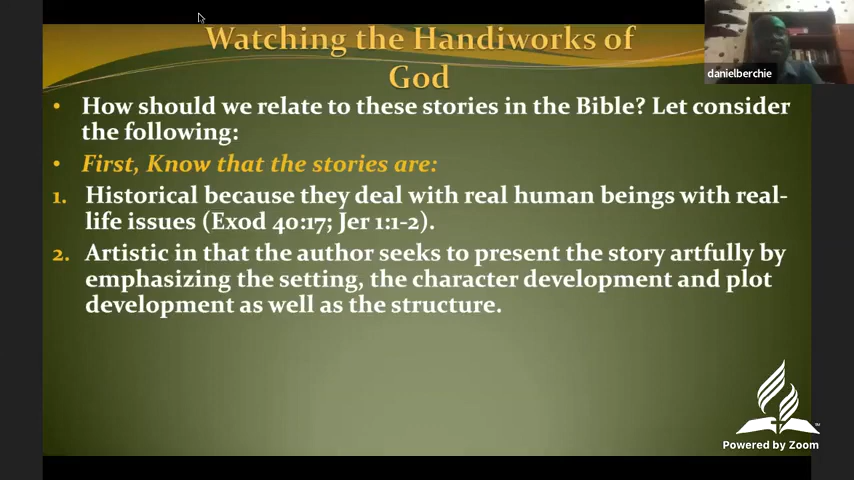 Watching the Handiworks of
God
danielberchie
• How should we relate to these stories in the Bible? Let consider
the following:
• First, Know that the stories are:
1. Historical because they deal with real human beings with real-
life issues (Exod 40:17; Jer 1:1-2).
2. Artistic in that the author seeks to present the story artfully by
emphasizing the setting, the character development and plot
development as well as the structure.
Powered by Zoom